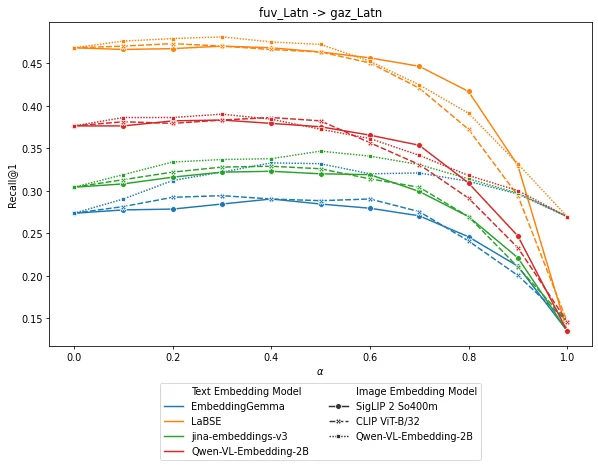 fuv_Latn -> gaz_Latn
Recall@1
0.45
0.40
0.35
0.30
0.25
0.20
0.15
0.0 0.2 0.4 0.6 0.8 1.0
α
Text Embedding Model Image Embedding Model
EmbeddingGemma SigLIP 2 So400m
LaBSE CLIP ViT-B/32
jina-embeddings-v3 Qwen-VL-Embedding-2B
Qwen-VL-Embedding-2B